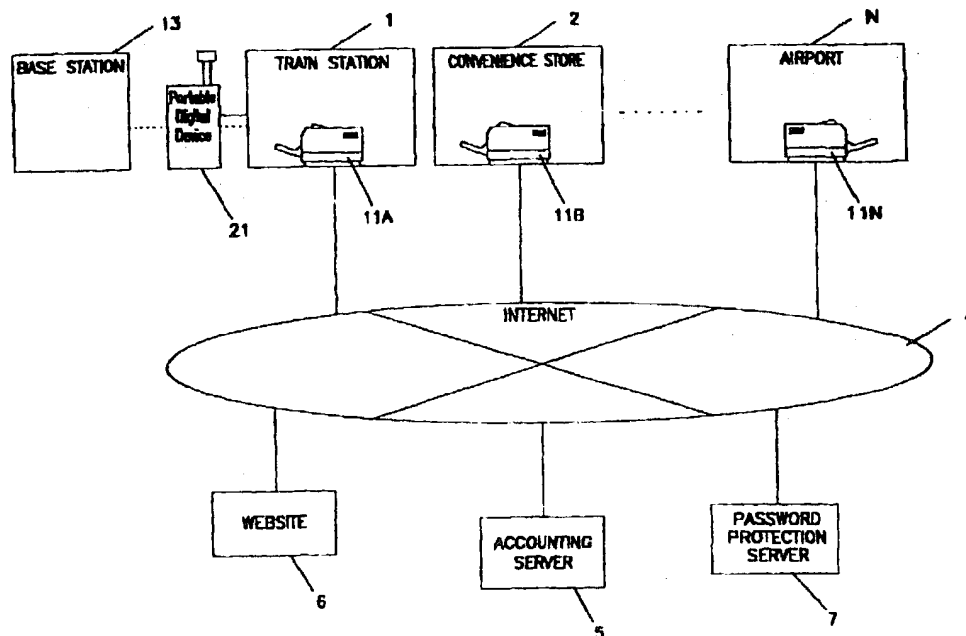 13
1
2
N
BASE STATION
TRAIN STATION
CONVENIENCE STORE
AIRPORT
Portable
Digital
Device
21
11A
11B
11N
INTERNET
WEBSITE
ACCOUNTING
SERVER
PASSWORD
PROTECTION
SERVER
6
5
7